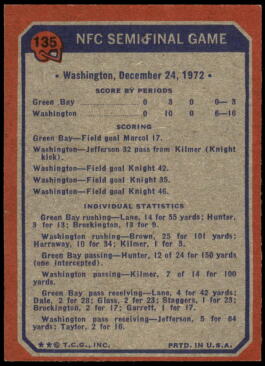 135
NFC SEMI-FINAL GAME
• Washington, December 24, 1972 •
SCORE BY PERIODS
Green Bay 0 3 0 0—3
Washington 0 10 0 6—16
SCORING
Green Bay—Field goal Marcol 17.
Washington—Jefferson 32 pass from Kilmer (Knight
kick).
Washington—Field goal Knight 42.
Washington—Field goal Knight 35.
Washington—Field goal Knight 46.
INDIVIDUAL STATISTICS
Green Bay rushing—Lane, 14 for 55 yards; Hunter,
3 for 13; Brockington, 13 for 9.
Washington rushing—Brown, 25 for 101 yards;
Harraway, 10 for 34; Kilmer, 1 for 3.
Green Bay passing—Hunter, 12 of 24 for 150 yards
(one intercepted).
Washington passing—Kilmer, 7 of 14 for 100
yards.
Green Bay pass receiving—Lane, 4 for 42 yards;
Dale, 2 for 28; Glass, 2 for 23; Staggers, 1 for 23;
Brockington, 2 for 17; Garrett, 1 for 17.
Washington pass receiving—Jefferson, 5 for 84
yards; Taylor, 2 for 16.
★★© T.C.G., INC. PRTD. IN U.S.A.